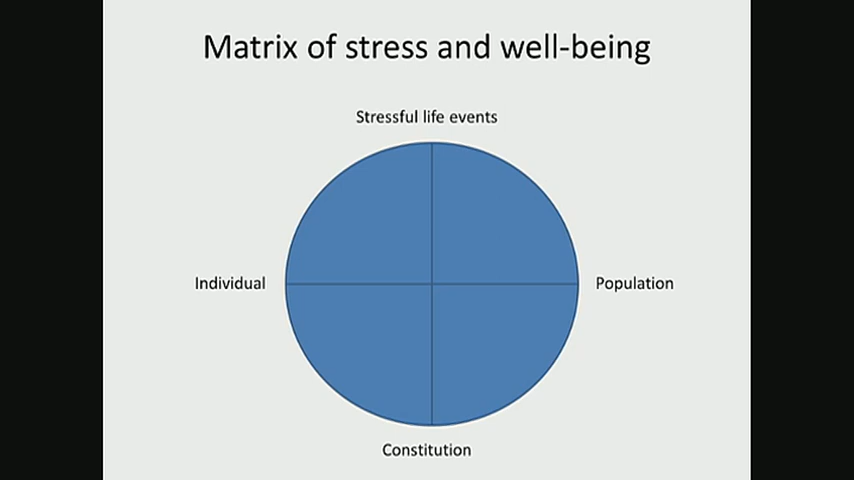 Matrix of stress and well-being
Stressful life events
Individual
Population
Constitution